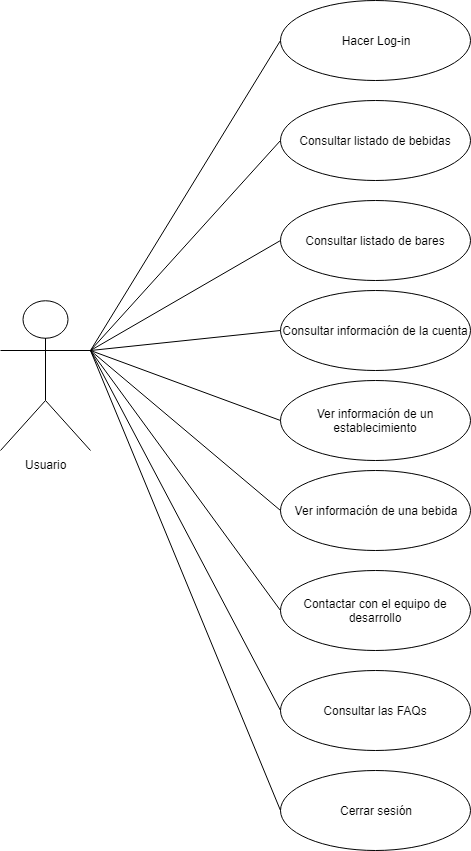 Hacer Log-in
Consultar listado de bebidas
Consultar listado de bares
Consultar información de la cuenta
Ver información de un
establecimiento
Usuario
Ver información de una bebida
Contactar con el equipo de
desarrollo
Consultar las FAQs
Cerrar sesión